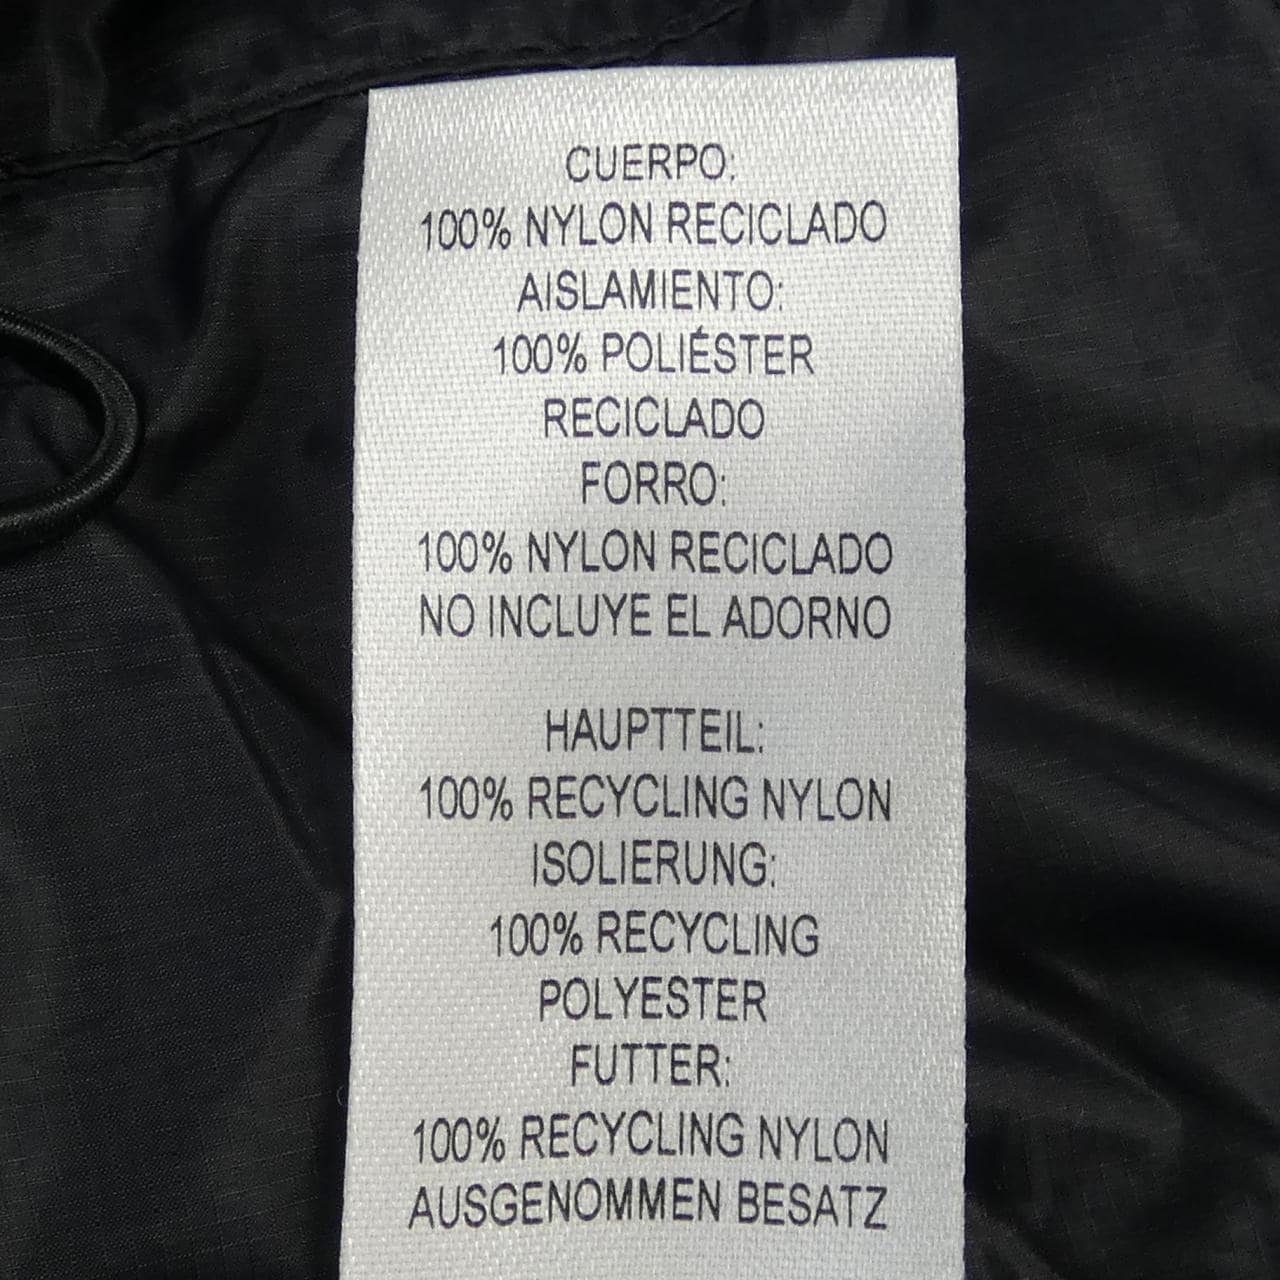 CUERPO:
100% NYLON RECICLADO
AISLAMIENTO:
100% POLIÉSTER
RECICLADO
FORRO:
100% NYLON RECICLADO
NO INCLUYE EL ADORNO
HAUPTTEIL:
100% RECYCLING NYLON
ISOLIERUNG:
100% RECYCLING
POLYESTER
FUTTER:
100% RECYCLING NYLON
AUSGENOMMEN BESATZ